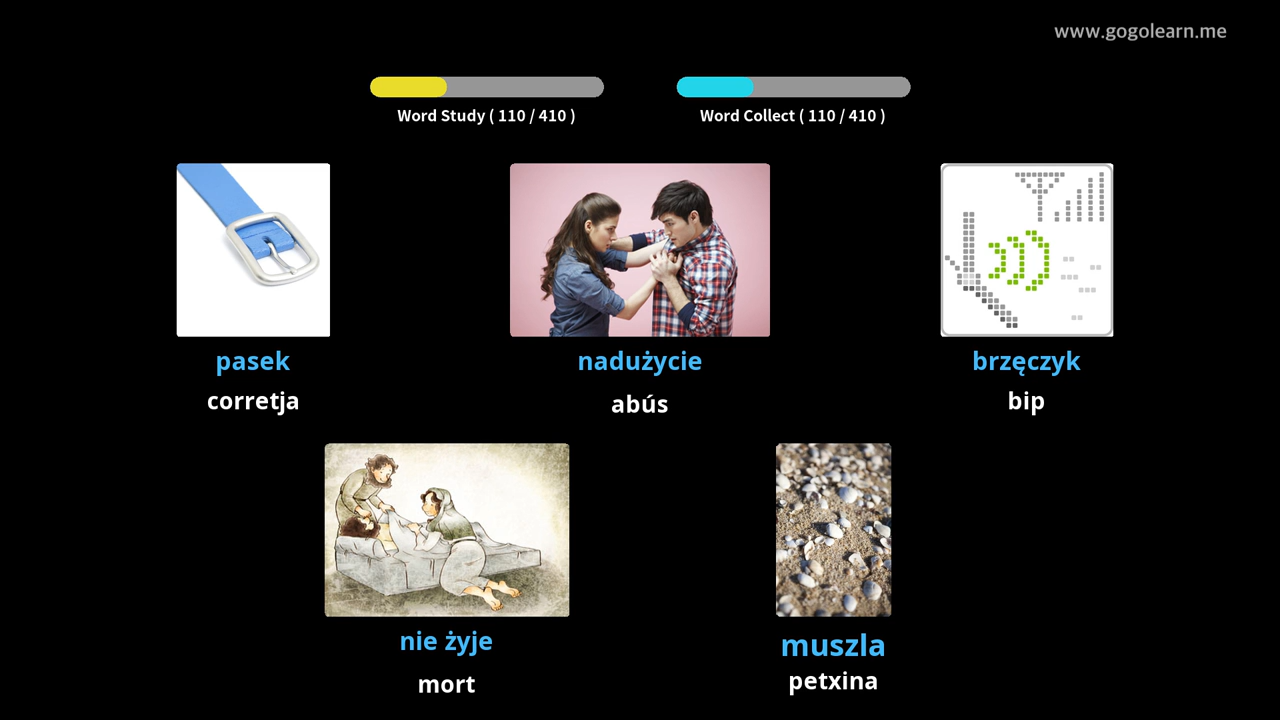 www.gogolearn.me
Word Study ( 110 / 410 )
Word Collect ( 110 / 410 )
pasek
nadużycie
brzęczyk
corretja
abús
bip
nie żyje
muszla
mort
petxina